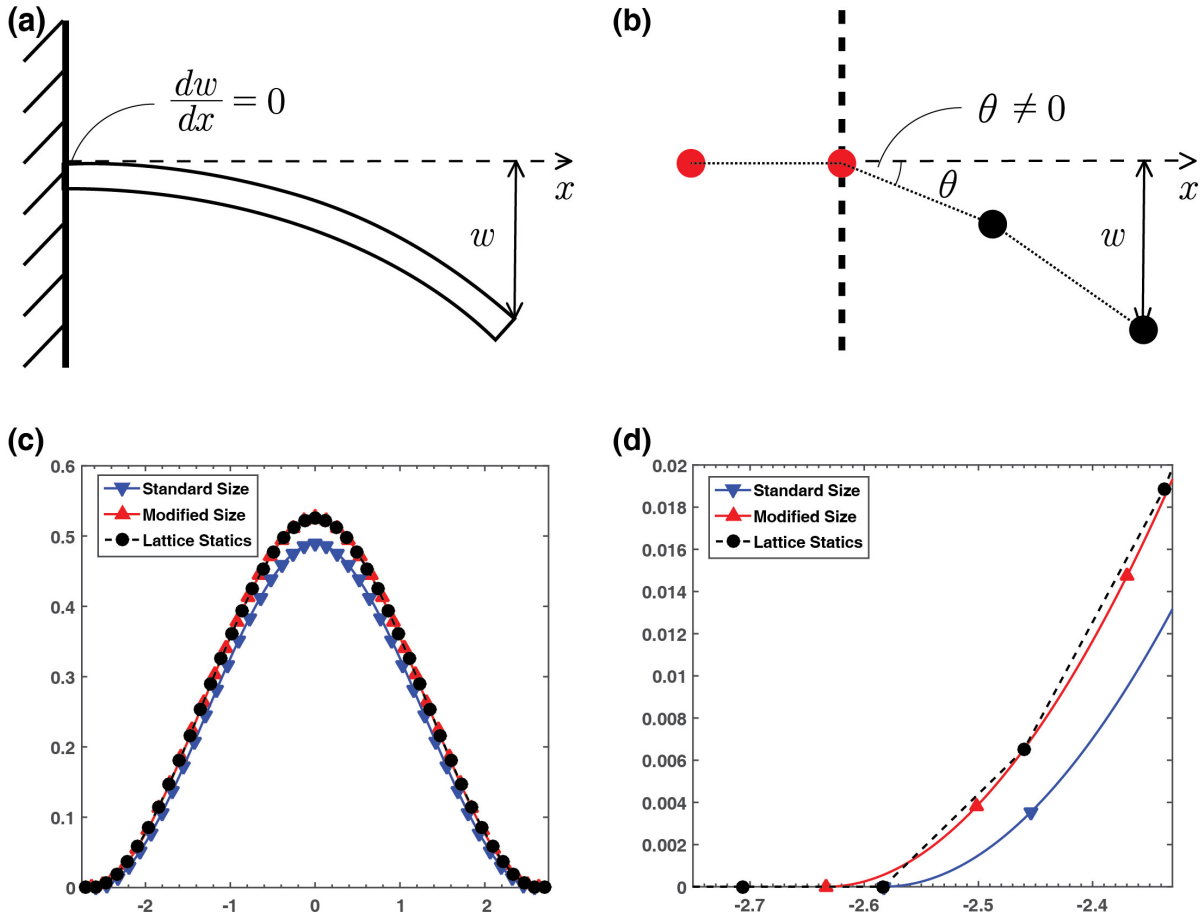 (a)
dw/dx = 0
x
w
(b)
θ ≠ 0
θ
x
w
(c)
0.6
0.5
0.4
0.3
0.2
0.1
0
-2 -1 0 1 2
Standard Size
Modified Size
Lattice Statics
(d)
0.02
0.018
0.016
0.014
0.012
0.01
0.008
0.006
0.004
0.002
0
-2.7 -2.6 -2.5 -2.4
Standard Size
Modified Size
Lattice Statics